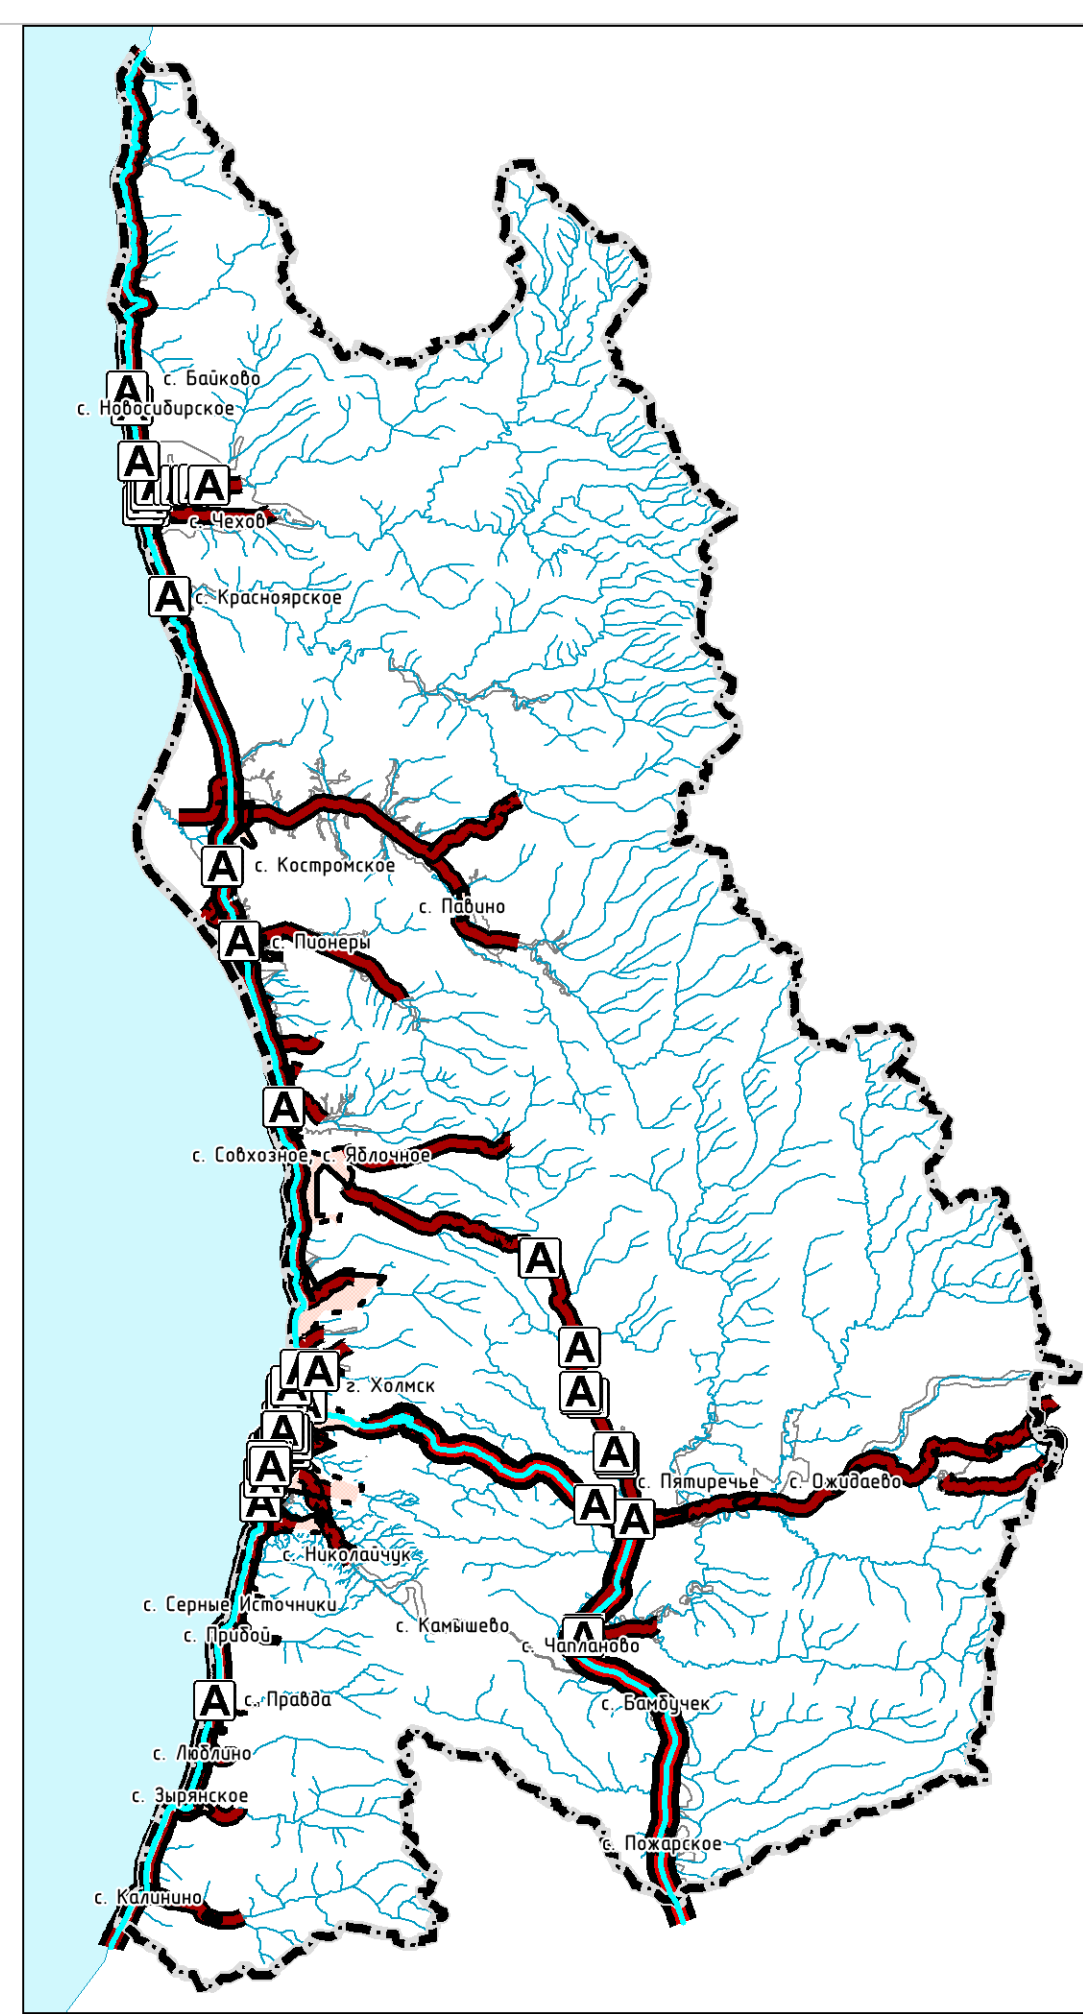 A
с. Байково
с. Новосибирское
A
A
A
с. Чехов
A
с. Красноярское
A
с. Костромское
с. Павино
A
с. Пионеры
A
с. Совхозное, с. Яблочное
A
A
A
A
A
г. Холмск
A
A
A
A
с. Пятиречье
с. Ожидаево
A
A
A
с. Николайчук
с. Серные Источники
с. Камышево
с. Прибой
A
с. Чапланово
A
с. Правда
с. Бамбучек
с. Люблино
с. Зырянское
с. Пожарское
с. Калинино